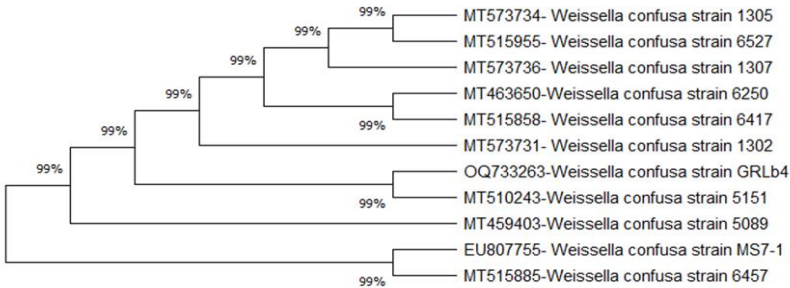 99%
MT573734- Weissella confusa strain 1305
99%
MT515955- Weissella confusa strain 6527
99%
MT573736- Weissella confusa strain 1307
99%
MT463650-Weissella confusa strain 6250
99%
MT515858- Weissella confusa strain 6417
99%
MT573731- Weissella confusa strain 1302
99%
OQ733263-Weissella confusa strain GRLb4
99%
MT510243-Weissella confusa strain 5151
MT459403-Weissella confusa strain 5089
EU807755- Weissella confusa strain MS7-1
99%
MT515885- Weissella confusa strain 6457